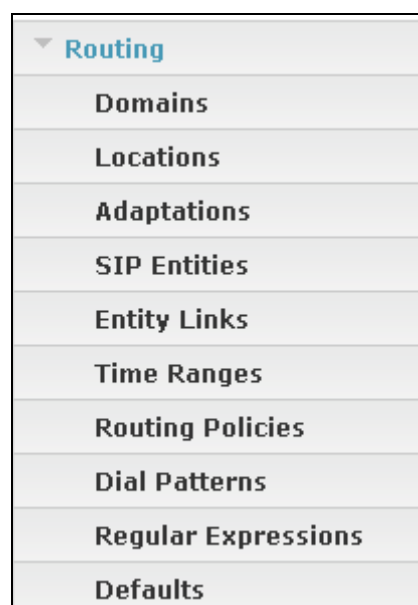 Routing
Domains
Locations
Adaptations
SIP Entities
Entity Links
Time Ranges
Routing Policies
Dial Patterns
Regular Expressions
Defaults